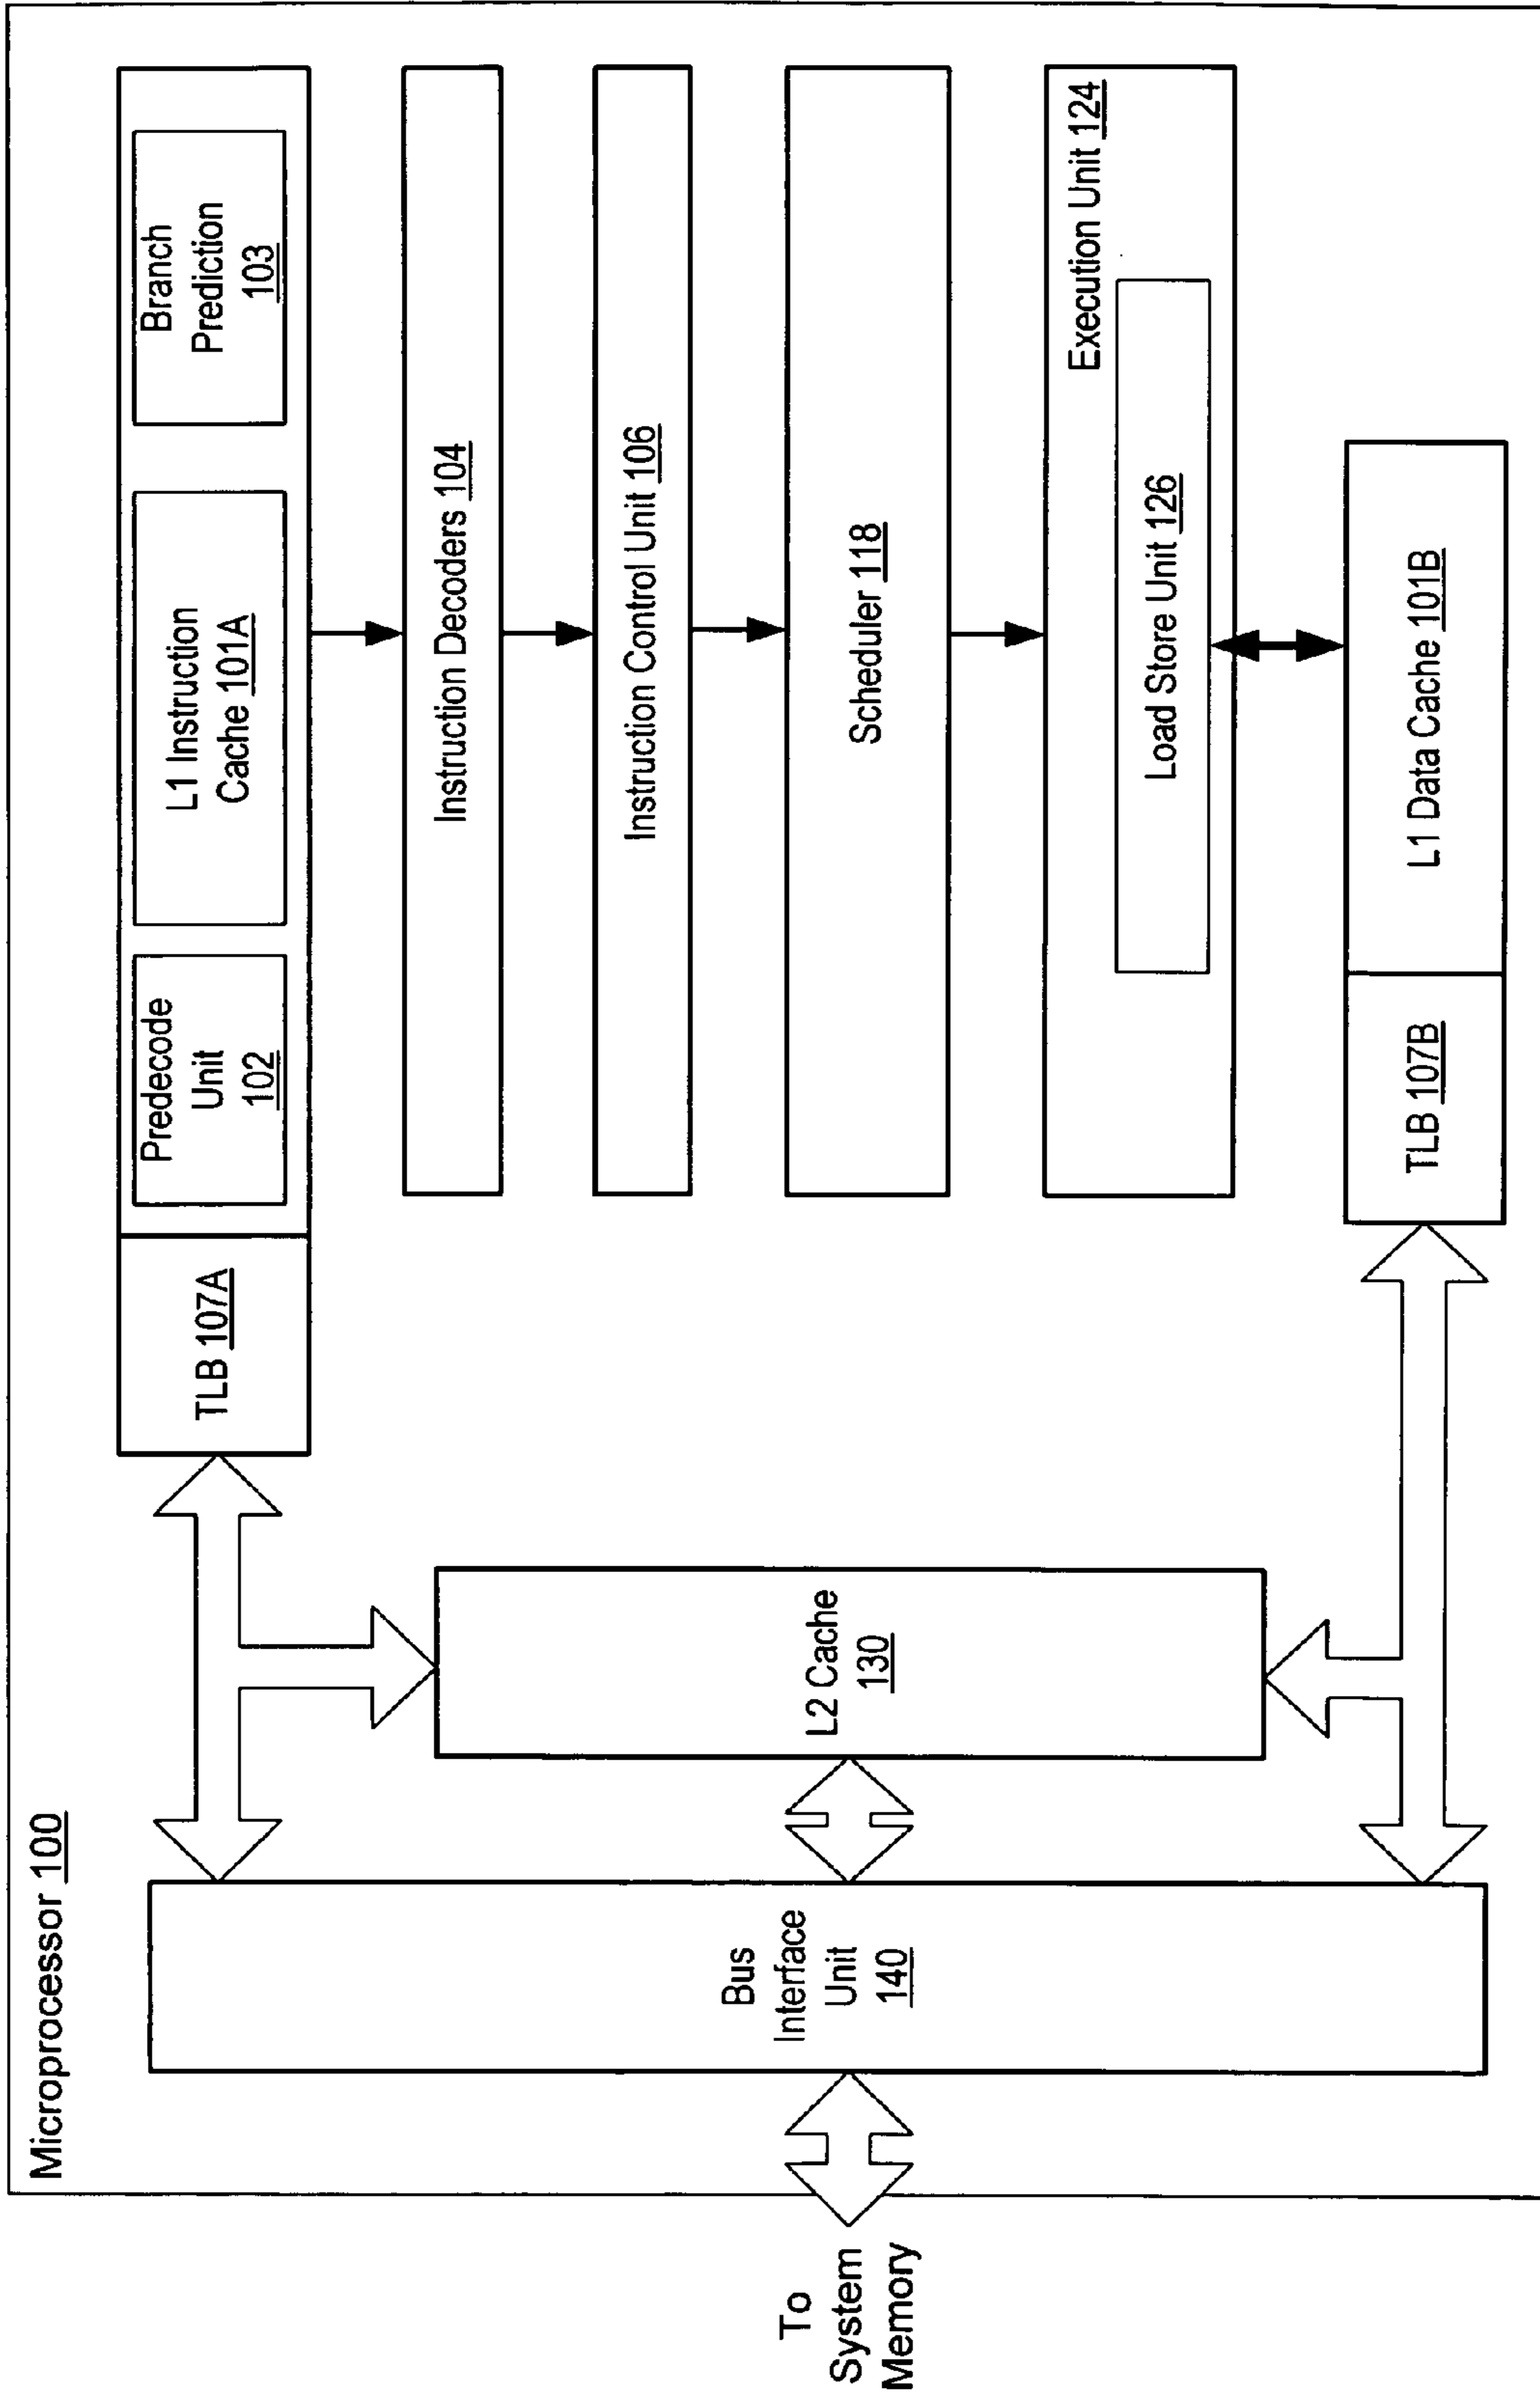 Microprocessor 100
TLB 107A
Predecode
Unit
102
L1 Instruction
Cache 101A
Branch
Prediction
103
Instruction Decoders 104
Instruction Control Unit 106
Scheduler 118
Execution Unit 124
Load Store Unit 126
TLB 107B
L1 Data Cache 101B
L2 Cache
130
Bus
Interface
Unit
140
To
System
Memory